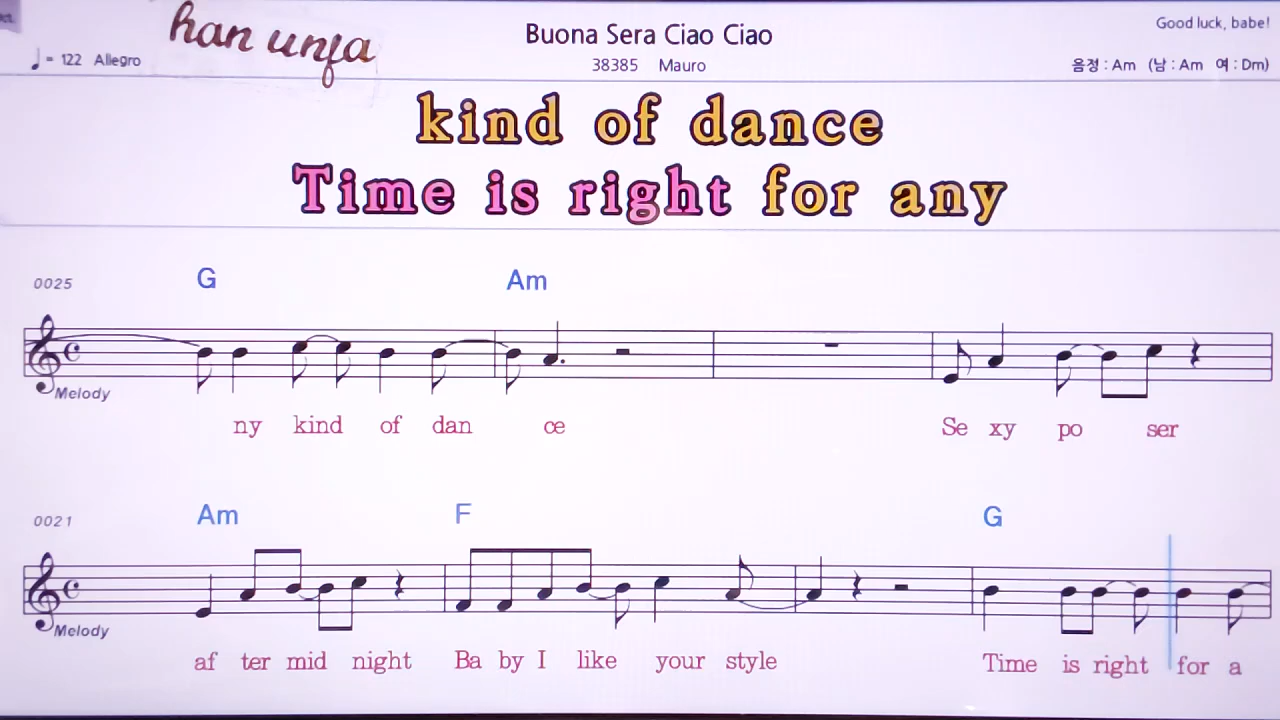 han unja
Buona Sera Ciao Ciao
Good luck, babe!
♩= 122 Allegro
38385 Mauro
음정 : Am (남 : Am 여 : Dm)
kind of dance
Time is right for any
0025
G Am
Melody
ny kind of dan ce Se xy po ser
0021
Am F G
Melody
af ter mid night Ba by I like your style Time is right for a